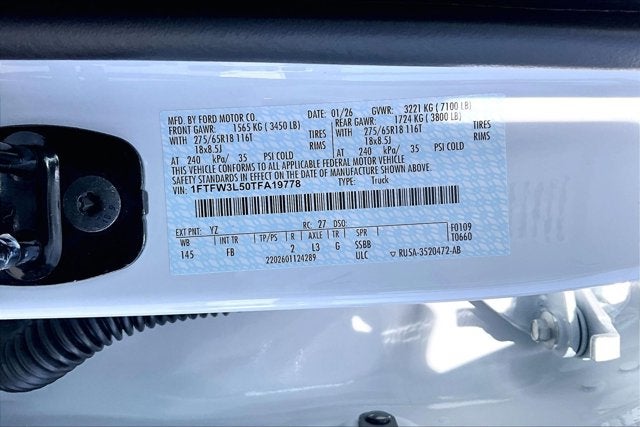 MFD. BY FORD MOTOR CO. DATE: 01/26 GVWR: 3221 KG ( 7100 LB)
FRONT GAWR: 1565 KG ( 3450 LB) REAR GAWR: 1724 KG ( 3800 LB)
WITH 275/65R18 116T TIRES WITH 275/65R18 116T TIRES
18x8.5J RIMS 18x8.5J RIMS
AT 240 kPa/ 35 PSI COLD AT 240 kPa/ 35 PSI COLD
THIS VEHICLE CONFORMS TO ALL APPLICABLE FEDERAL MOTOR VEHICLE
SAFETY STANDARDS IN EFFECT ON THE DATE OF MANUFACTURE SHOWN ABOVE.
VIN: 1FTFW3L50TFA19778 TYPE: Truck
EXT PNT: YZ RC: 27 DSO: F0109
WB INT TR TP/PS R AXLE TR SPR T0660
145 FB 2 L3 G SSBB
2202601124289 ULC ▽ RU5A-3520472-AB